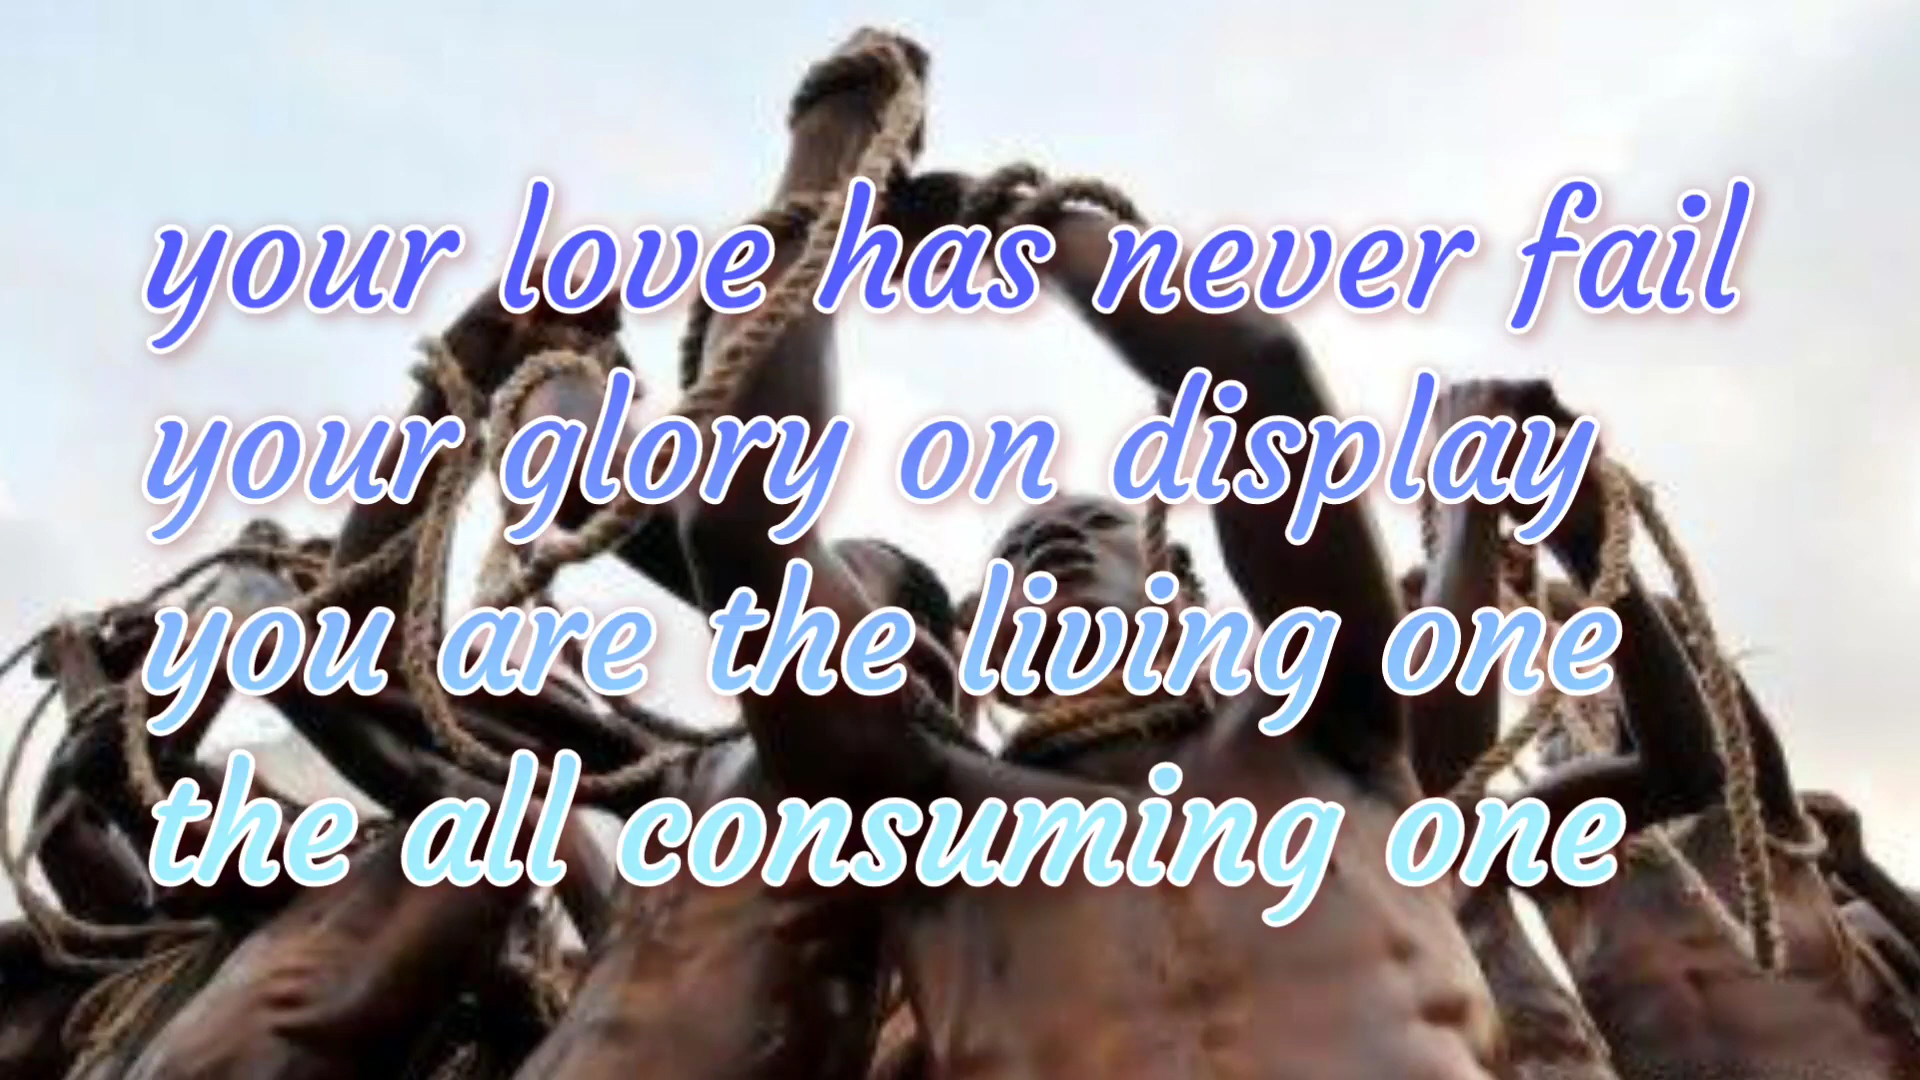 your love has never fail
your glory on display
you are the living one
the all consuming one